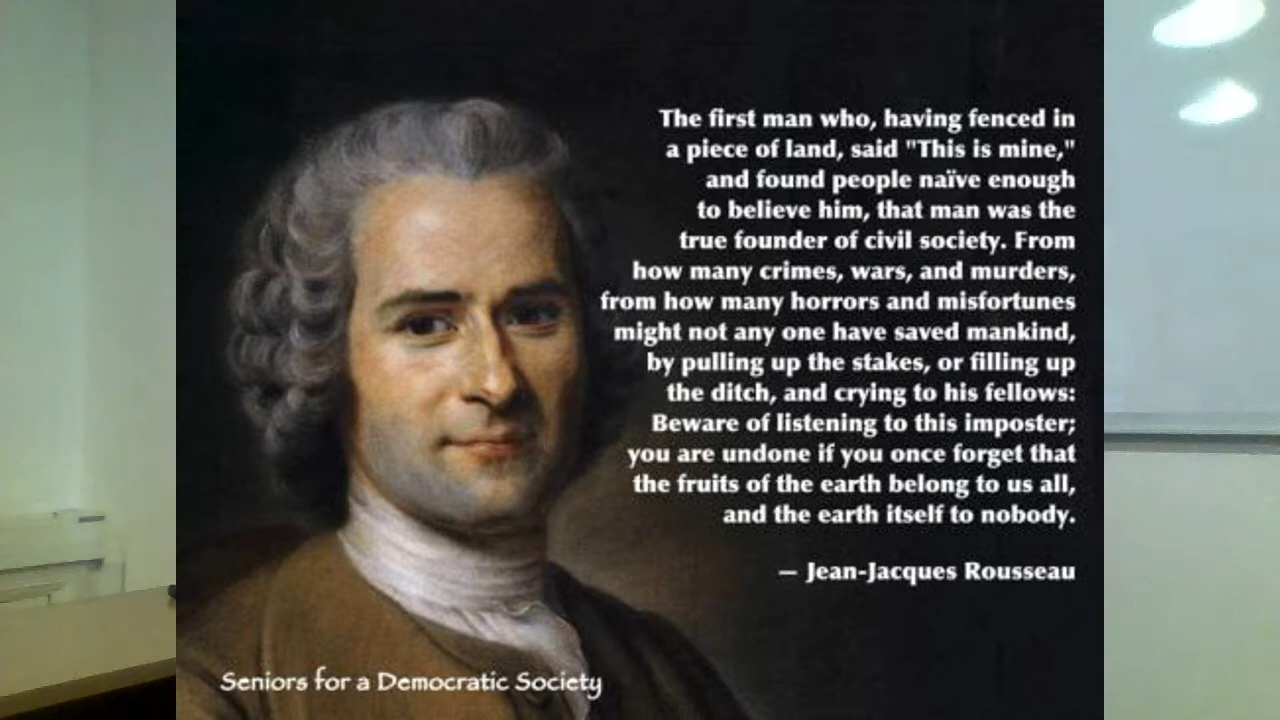 The first man who, having fenced in
a piece of land, said "This is mine,"
and found people naïve enough
to believe him, that man was the
true founder of civil society. From
how many crimes, wars, and murders,
from how many horrors and misfortunes
might not any one have saved mankind,
by pulling up the stakes, or filling up
the ditch, and crying to his fellows:
Beware of listening to this imposter;
you are undone if you once forget that
the fruits of the earth belong to us all,
and the earth itself to nobody.
— Jean-Jacques Rousseau
Seniors for a Democratic Society